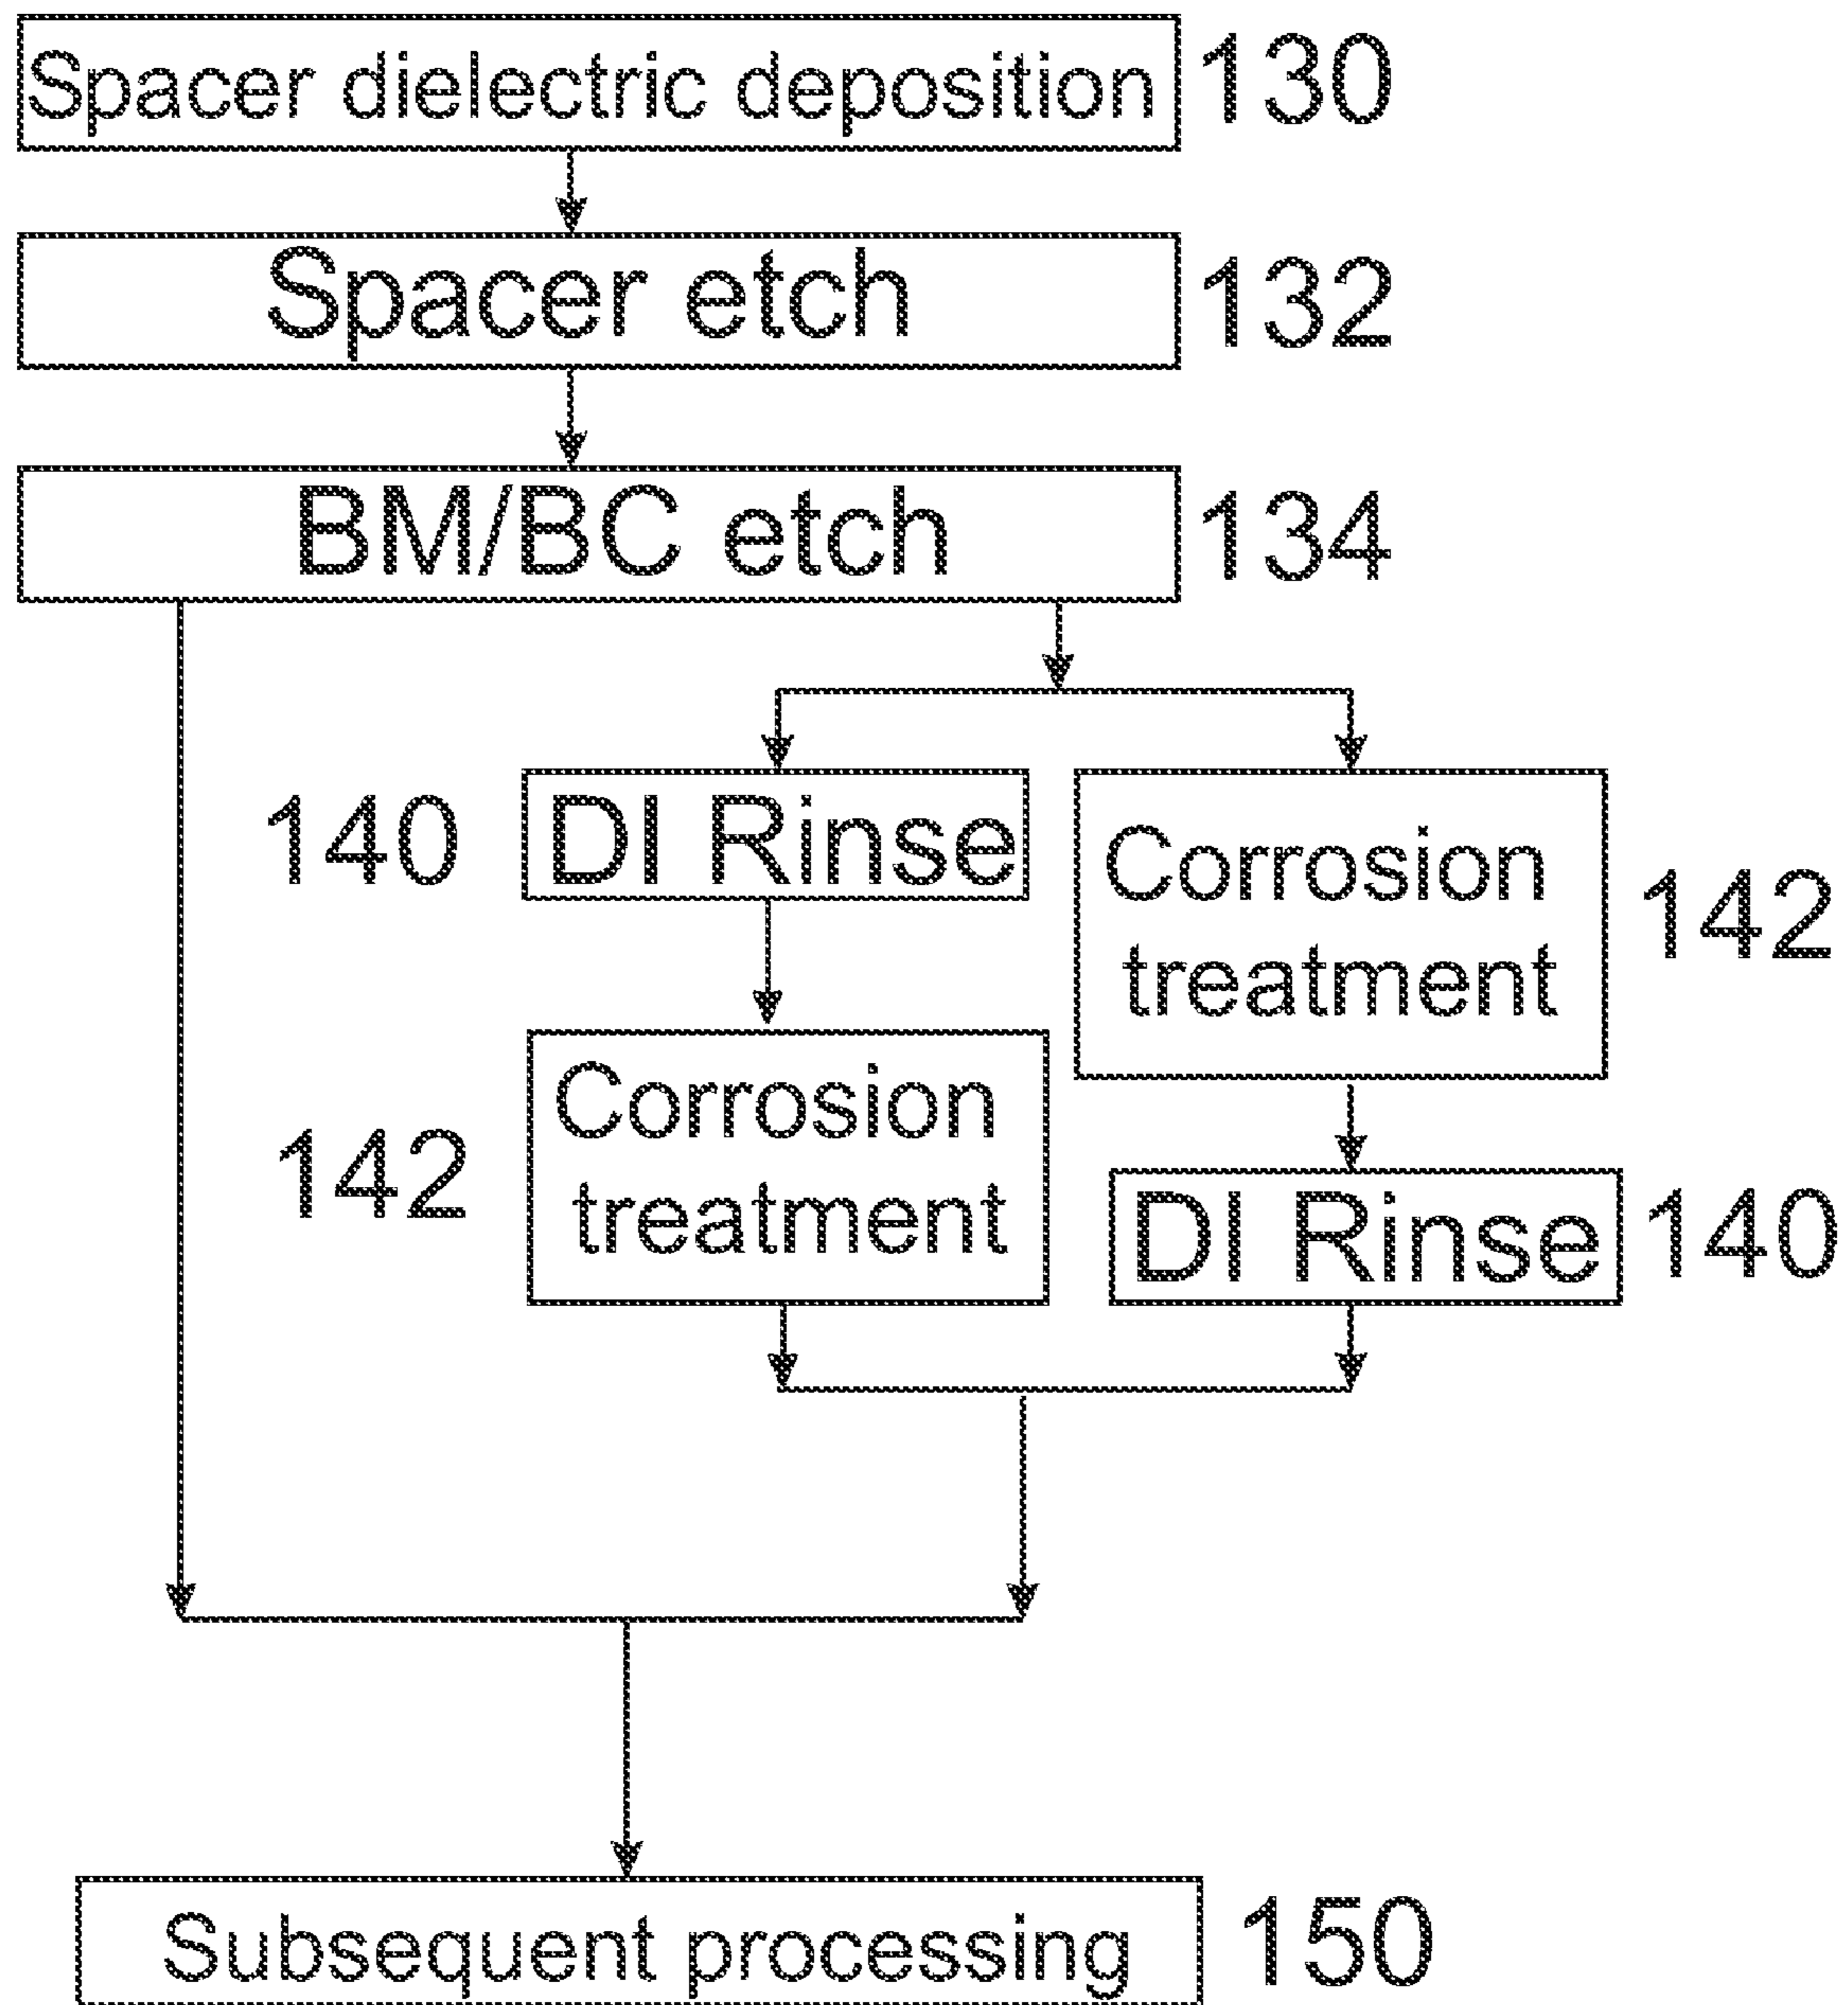 Spacer dielectric deposition 130
Spacer etch 132
BM/BC etch 134
140 DI Rinse
Corrosion
treatment
142
Corrosion
treatment
142
DI Rinse 140
Subsequent processing 150